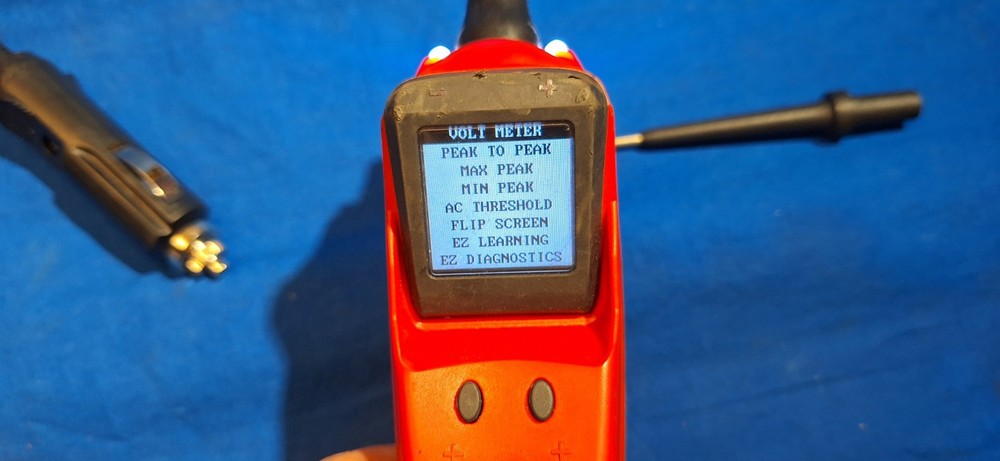 - +
VOLT METER
PEAK TO PEAK
MAX PEAK
MIN PEAK
AC THRESHOLD
FLIP SCREEN
EZ LEARNING
EZ DIAGNOSTICS
+ +